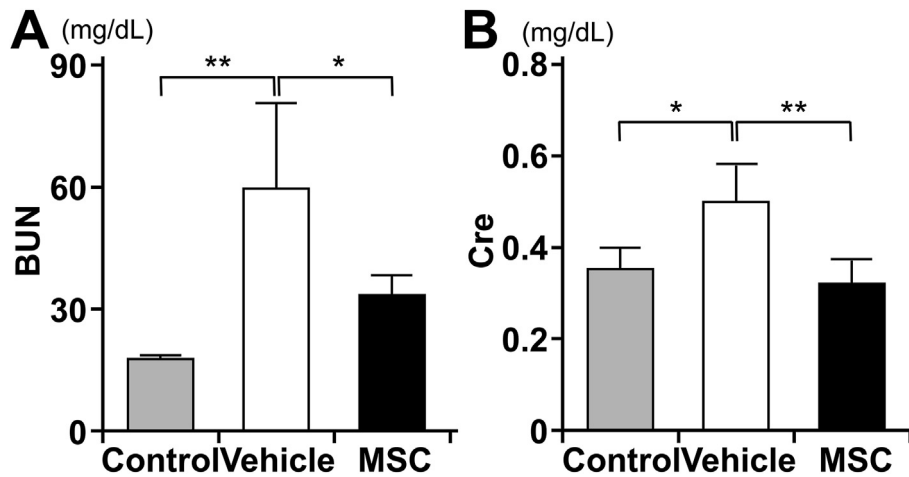 A (mg/dL)
BUN
90
60
30
0
** *
Control Vehicle MSC
B (mg/dL)
Cre
0.8
0.6
0.4
0.2
0
* **
Control Vehicle MSC